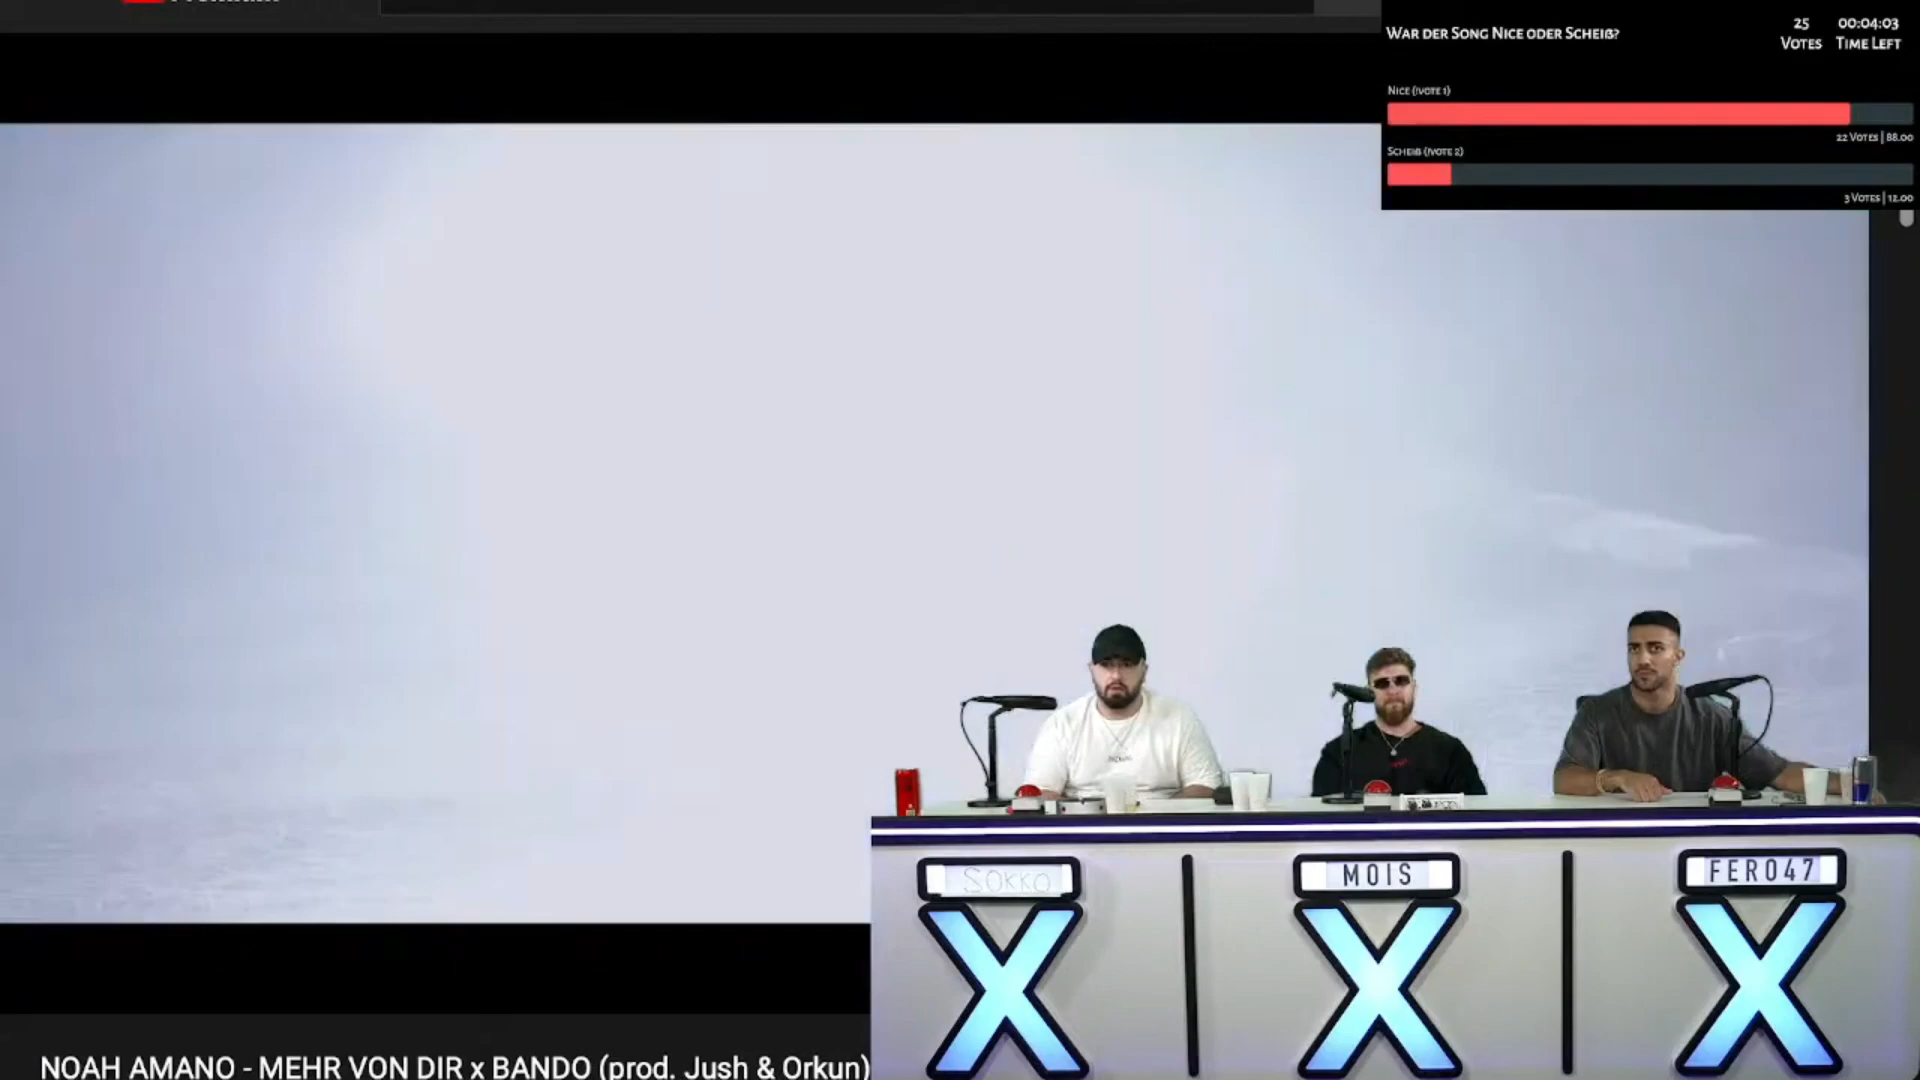 Premium
War der Song Nice oder Scheiß?
25 Votes
00:04:03 Time Left
Nice (!vote 1)
22 Votes | 88.00
Scheiß (!vote 2)
3 Votes | 12.00
SOKKO
MOIS
FERO47
NOAH AMANO - MEHR VON DIR x BANDO (prod. Jush & Orkun)